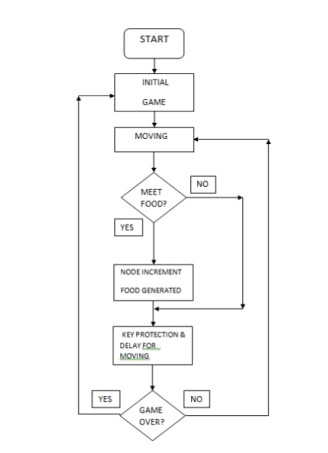 START
INITIAL
GAME
MOVING
MEET
FOOD?
NO
YES
NODE INCREMENT
FOOD GENERATED
KEY PROTECTION &
DELAY FOR
MOVING
YES
GAME
OVER?
NO